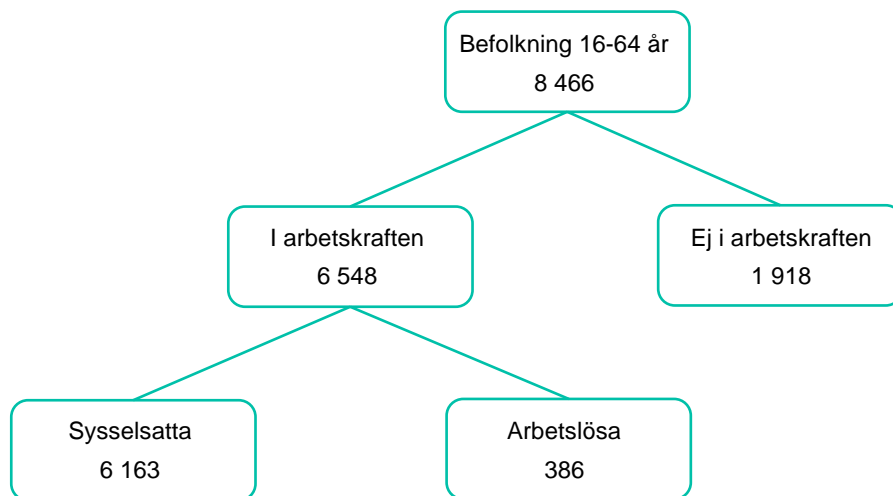 Befolkning 16-64 år
8 466
I arbetskraften
6 548
Ej i arbetskraften
1 918
Sysselsatta
6 163
Arbetslösa
386